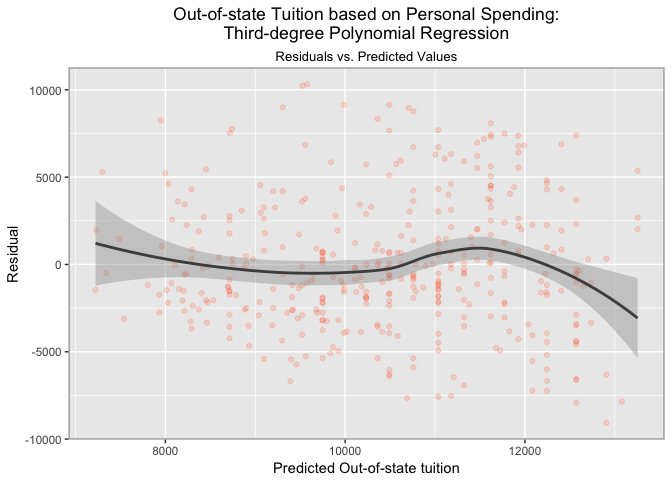 Out-of-state Tuition based on Personal Spending:
Third-degree Polynomial Regression
Residuals vs. Predicted Values
10000
5000
0
-5000
-10000
Residual
8000
10000
12000
Predicted Out-of-state tuition